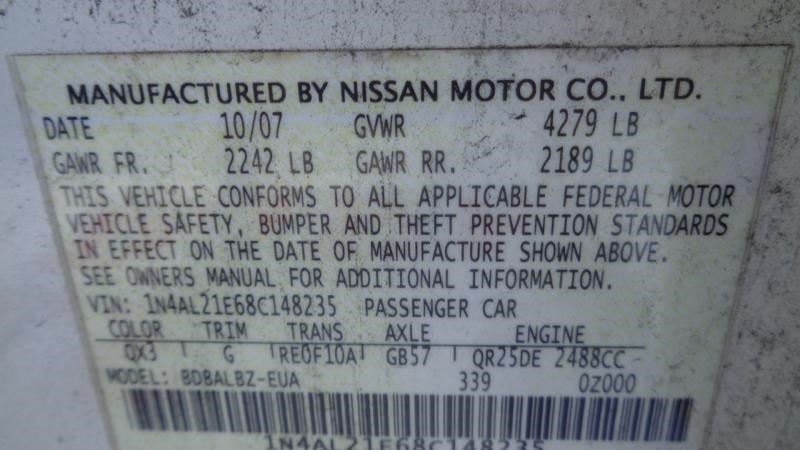 MANUFACTURED BY NISSAN MOTOR CO., LTD.
DATE 10/07 GVWR 4279 LB
GAWR FR. 2242 LB GAWR RR. 2189 LB
THIS VEHICLE CONFORMS TO ALL APPLICABLE FEDERAL MOTOR
VEHICLE SAFETY, BUMPER AND THEFT PREVENTION STANDARDS
IN EFFECT ON THE DATE OF MANUFACTURE SHOWN ABOVE.
SEE OWNERS MANUAL FOR ADDITIONAL INFORMATION.
VIN: 1N4AL21E68C148235 PASSENGER CAR
COLOR TRIM TRANS AXLE ENGINE
QX3 G RE0F10A GB57 QR25DE 2488CC
MODEL: BDBALBZ-EUA 339 0Z000
1N4AL21E68C148235